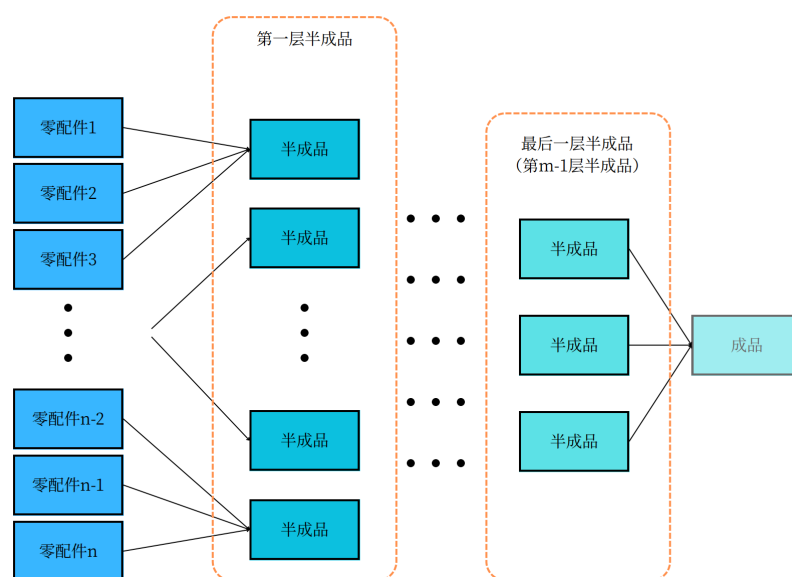 第一层半成品
零配件1
零配件2
零配件3
零配件n-2
零配件n-1
零配件n
半成品
半成品
半成品
半成品
最后一层半成品
（第m-1层半成品）
半成品
半成品
半成品
成品